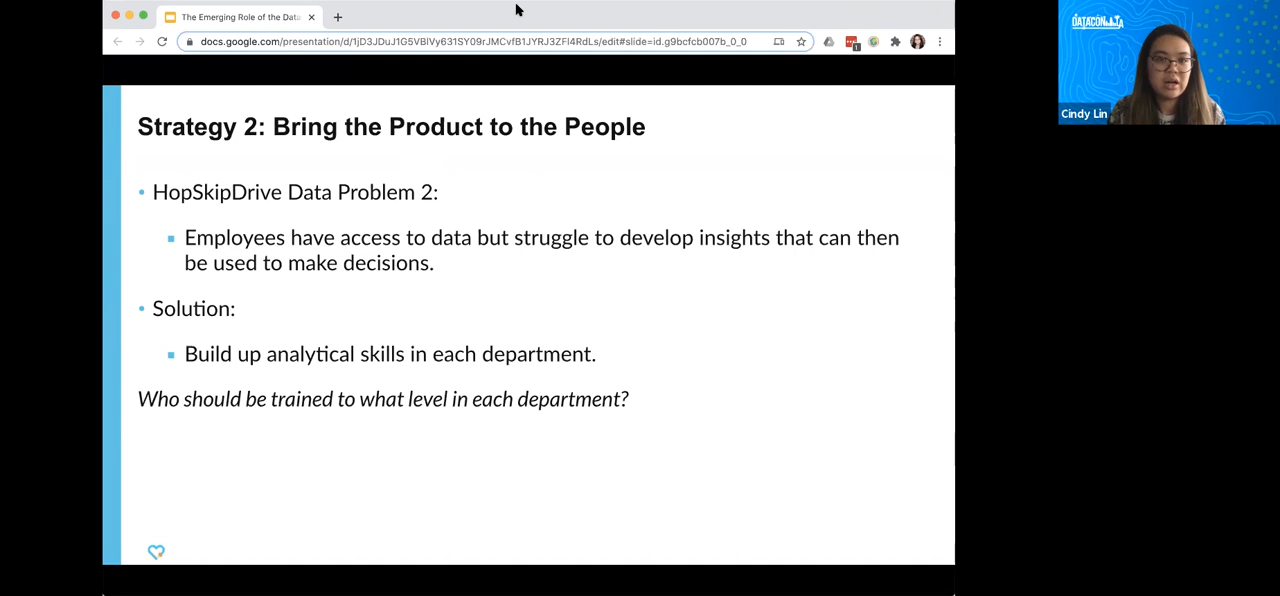 The Emerging Role of the Data
docs.google.com/presentation/d/1jD3JDuJ1G5VBlVy631SY09rJMCvfB1JYRJ3ZFl4RdLs/edit#slide=id.g9bcfcb007b_0_0
1
DATACON LA
Cindy Lin
Strategy 2: Bring the Product to the People
• HopSkipDrive Data Problem 2:
▪ Employees have access to data but struggle to develop insights that can then
be used to make decisions.
• Solution:
▪ Build up analytical skills in each department.
Who should be trained to what level in each department?